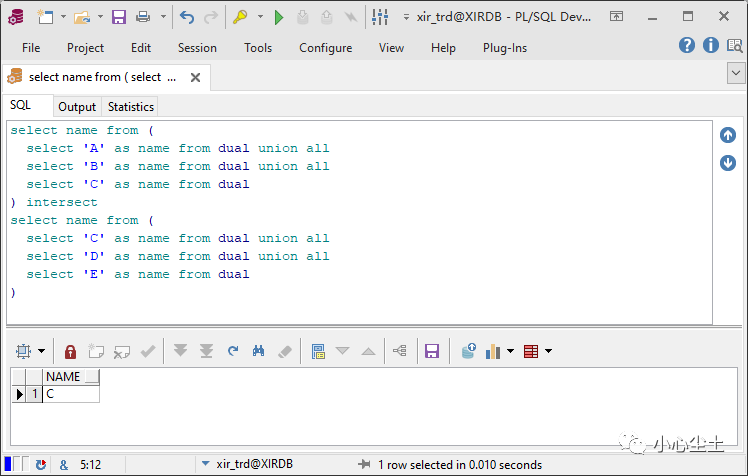 xir_trd@XIRDB - PL/SQL Dev...
File Project Edit Session Tools Configure View Help Plug-Ins
select name from ( select ...
SQL Output Statistics
select name from (
select 'A' as name from dual union all
select 'B' as name from dual union all
select 'C' as name from dual
) intersect
select name from (
select 'C' as name from dual union all
select 'D' as name from dual union all
select 'E' as name from dual
)
NAME
1 C
小心尘土
& 5:12 xir_trd@XIRDB 1 row selected in 0.010 seconds